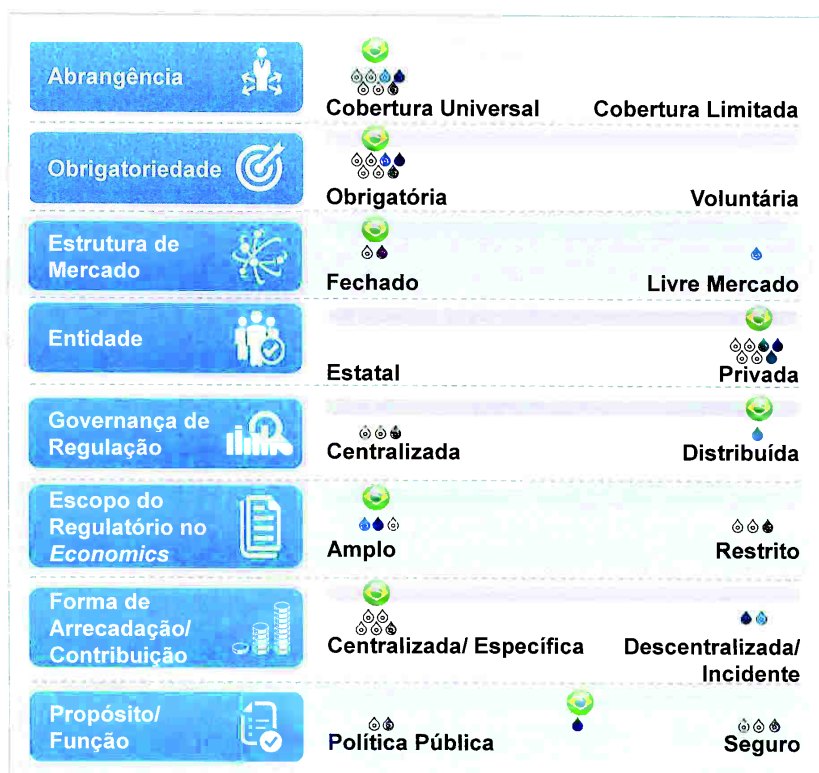 Abrangência
Cobertura Universal
Cobertura Limitada
Obrigatoriedade
Obrigatória
Voluntária
Estrutura de
Mercado
Fechado
Livre Mercado
Entidade
Estatal
Privada
Governança de
Regulação
Centralizada
Distribuída
Escopo do
Regulatório no
Economics
Amplo
Restrito
Forma de
Arrecadação/
Contribuição
Centralizada/ Específica
Descentralizada/
Incidente
Propósito/
Função
Política Pública
Seguro